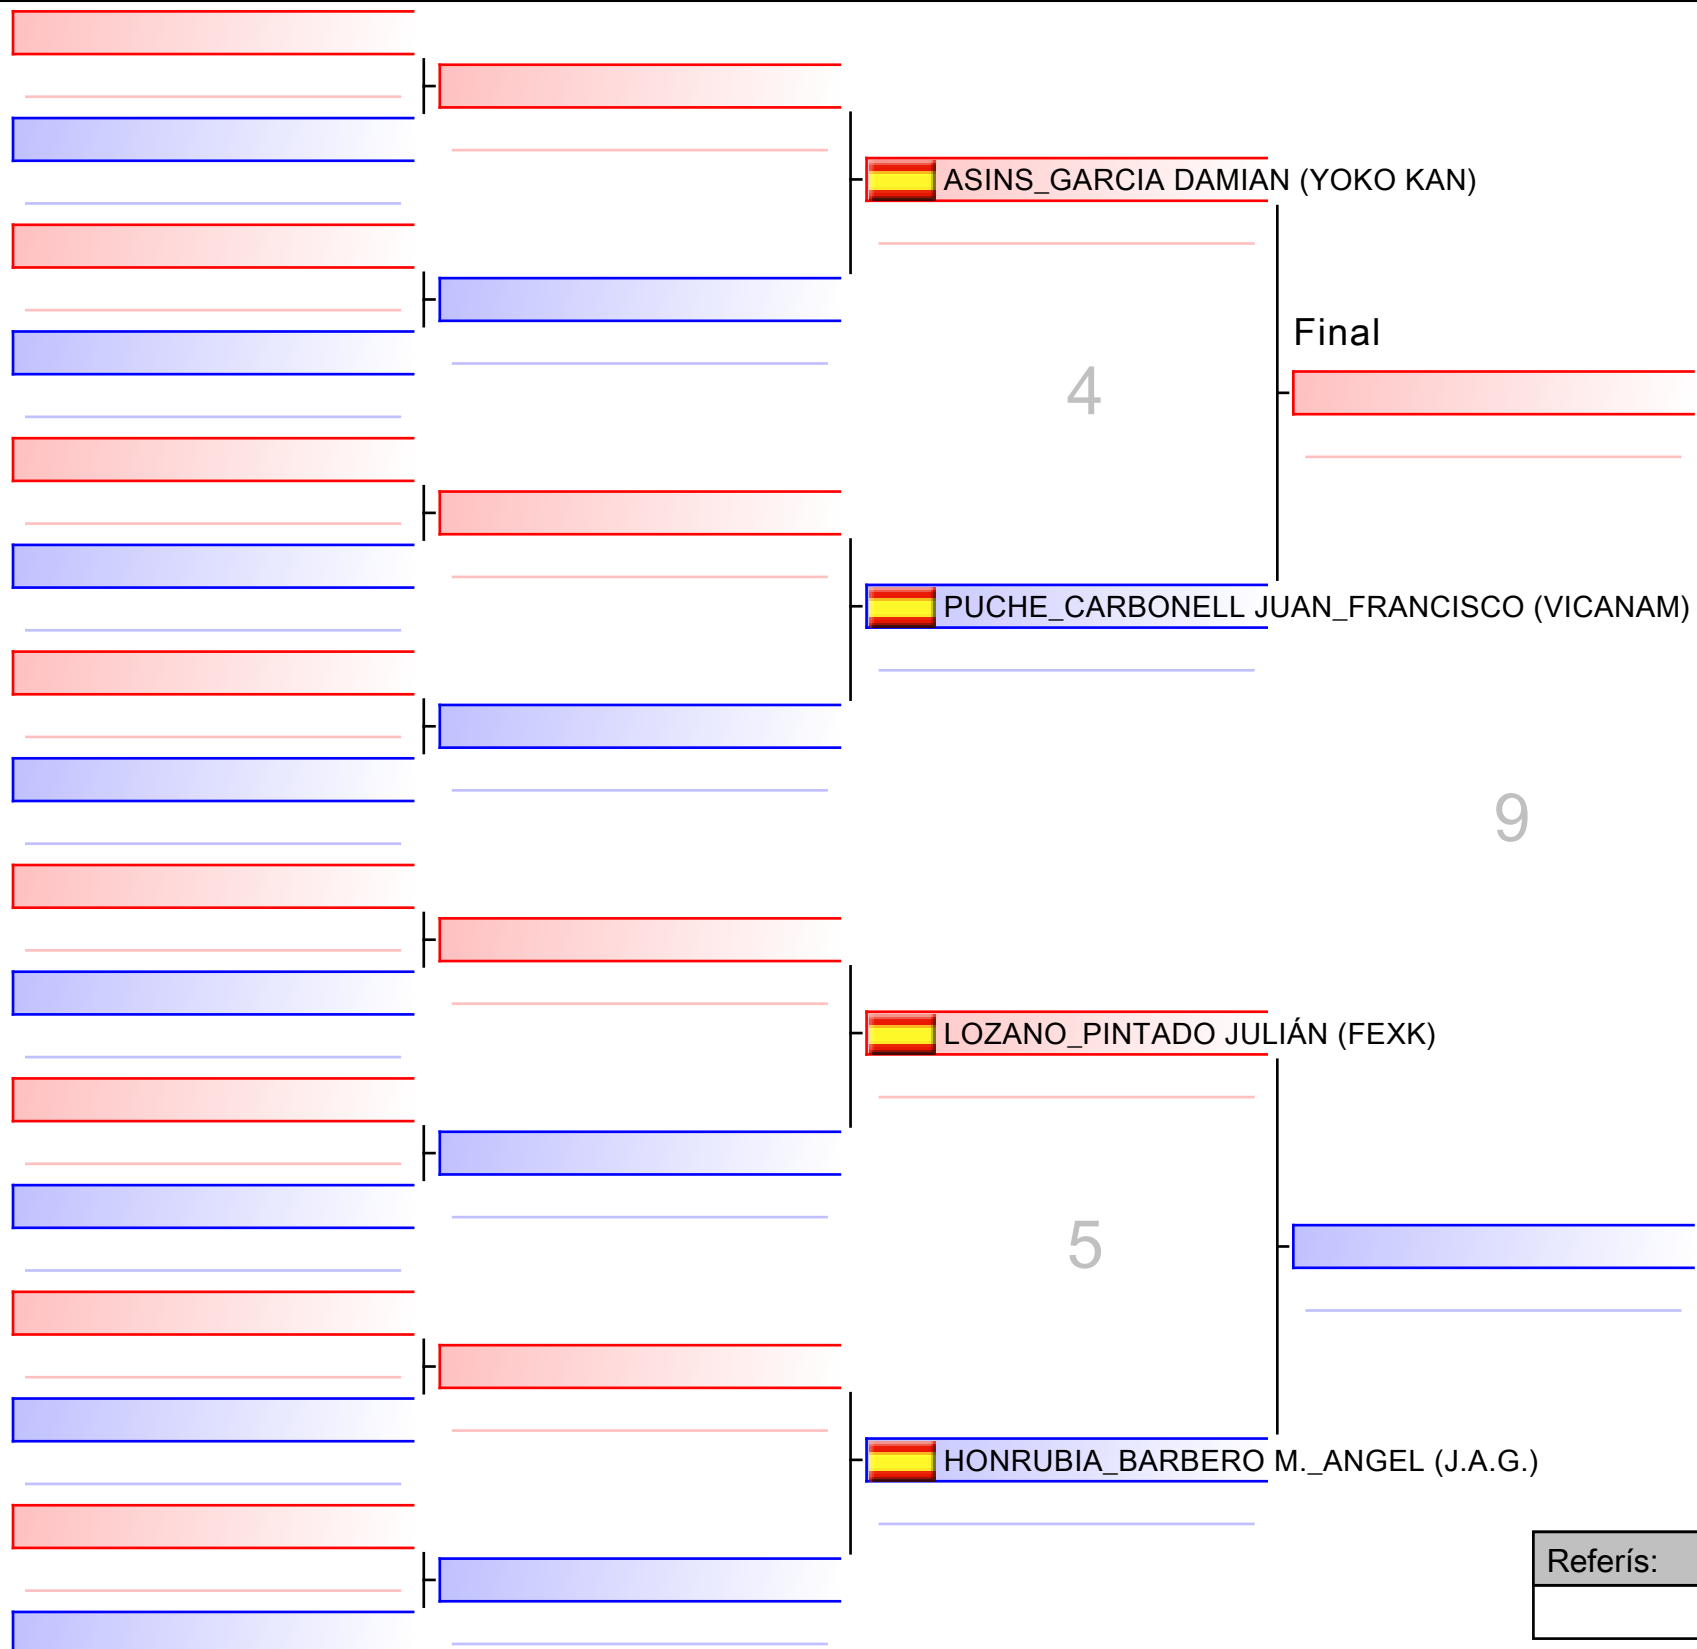 ASINS_GARCIA DAMIAN (YOKO KAN)
Final
4
PUCHE_CARBONELL JUAN_FRANCISCO (VICANAM)
9
LOZANO_PINTADO JULIÁN (FEXK)
5
HONRUBIA_BARBERO M._ANGEL (J.A.G.)
Referís: